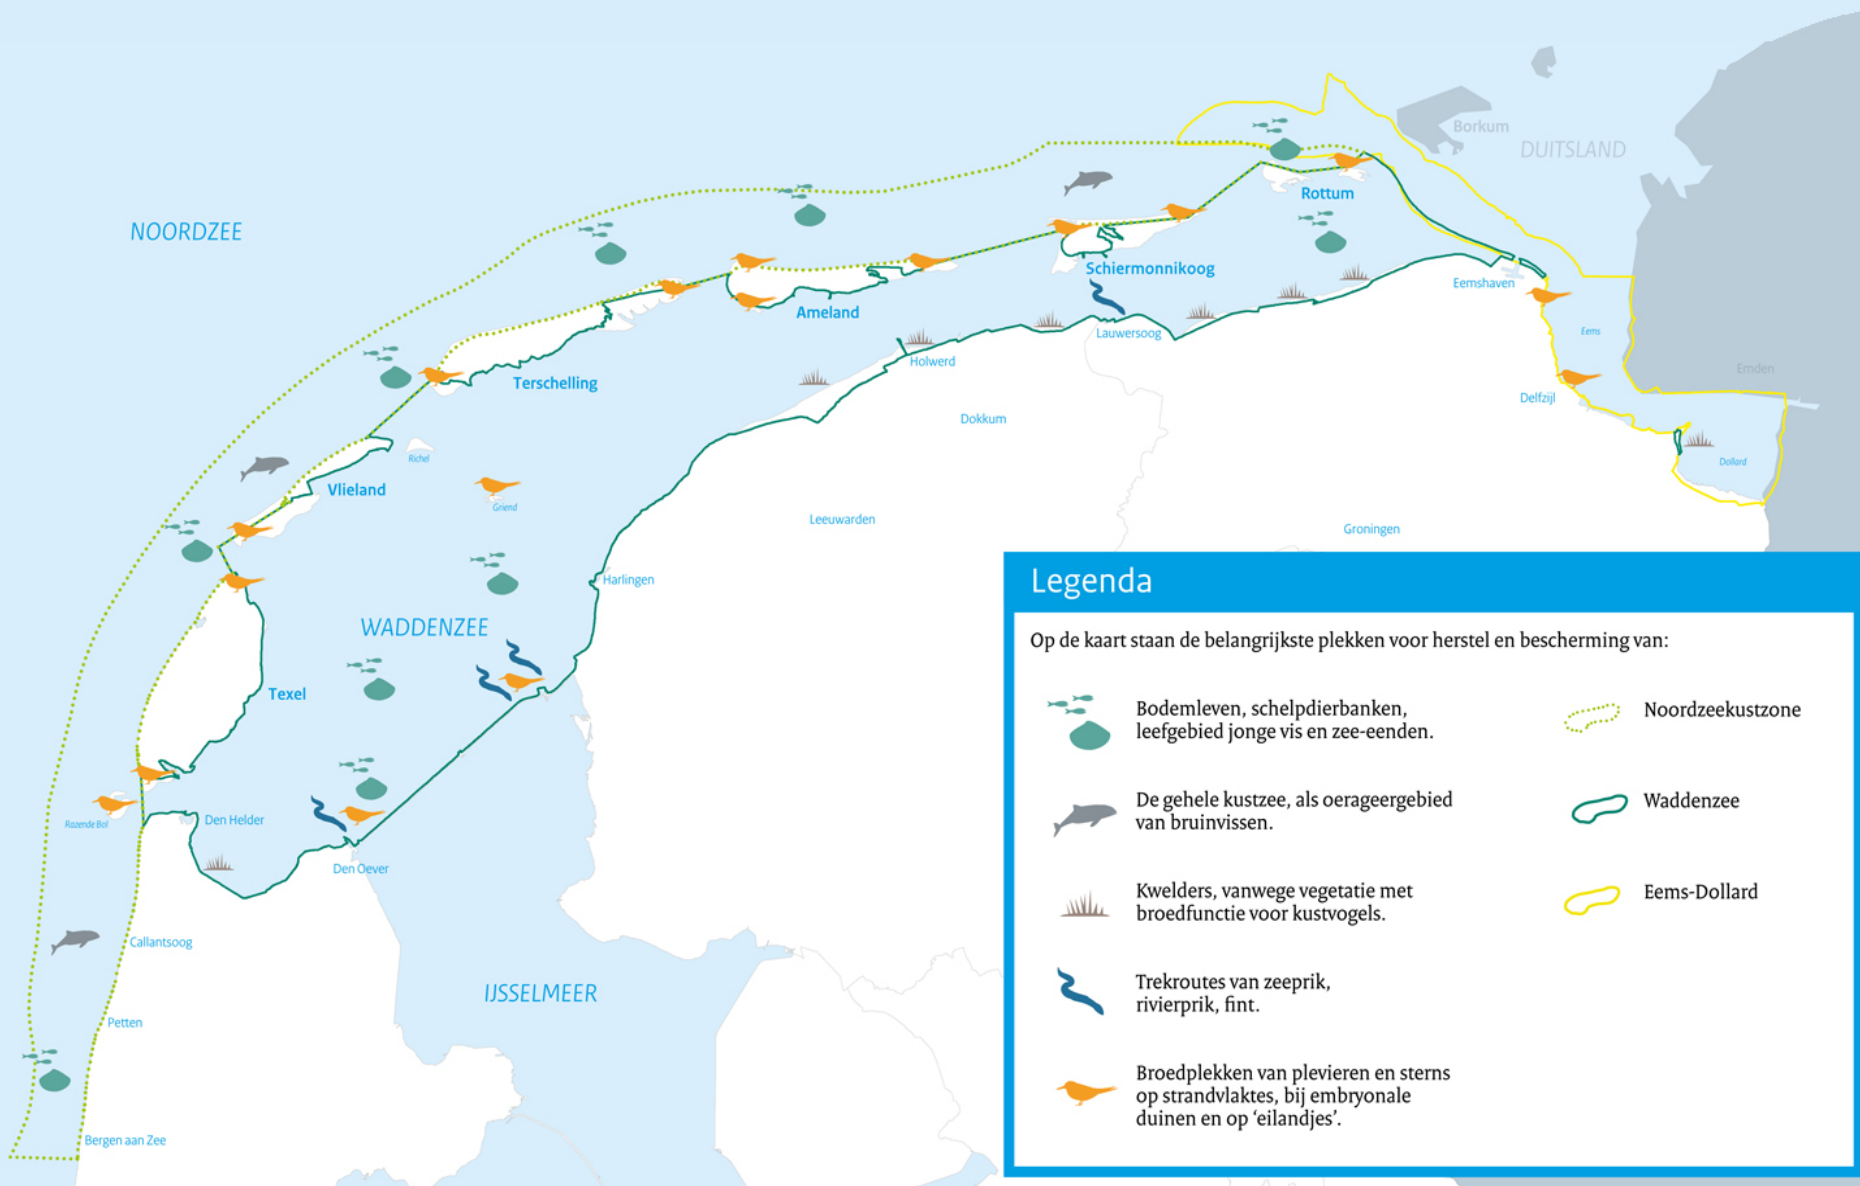 Borkum
DUITSLAND
Rottum
NOORDZEE
Schiermonnikoog
Eemshaven
Ameland
Lauwersoog
Eems
Holwerd
Emden
Terschelling
Delfzijl
Dokkum
Richel
Dollard
Vlieland
Griend
Leeuwarden
Groningen
Harlingen
WADDENZEE
Texel
Razende Bol
Den Helder
Den Oever
Callantsoog
IJSSELMEER
Petten
Bergen aan Zee
Legenda
Op de kaart staan de belangrijkste plekken voor herstel en bescherming van:
Bodemleven, schelpdierbanken,
leefgebied jonge vis en zee-eenden.
De gehele kustzee, als oerageergebied
van bruinvissen.
Kwelders, vanwege vegetatie met
broedfunctie voor kustvogels.
Trekroutes van zeeprik,
rivierprik, fint.
Broedplekken van plevieren en sterns
op strandvlaktes, bij embryonale
duinen en op ‘eilandjes’.
Noordzeekustzone
Waddenzee
Eems-Dollard